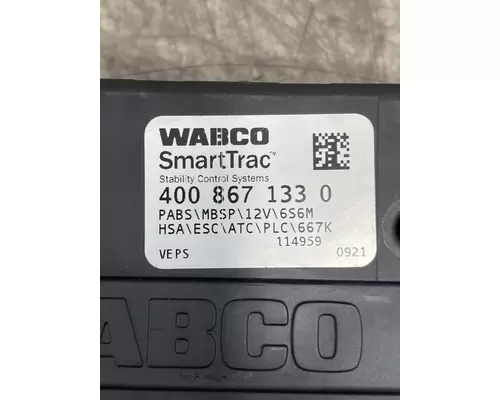 WABCO
SmartTrac™
Stability Control Systems
400 867 133 0
PABS\MBSP\12V\6S6M
HSA\ESC\ATC\PLC\667K
114959
VEPS 0921
ABCO